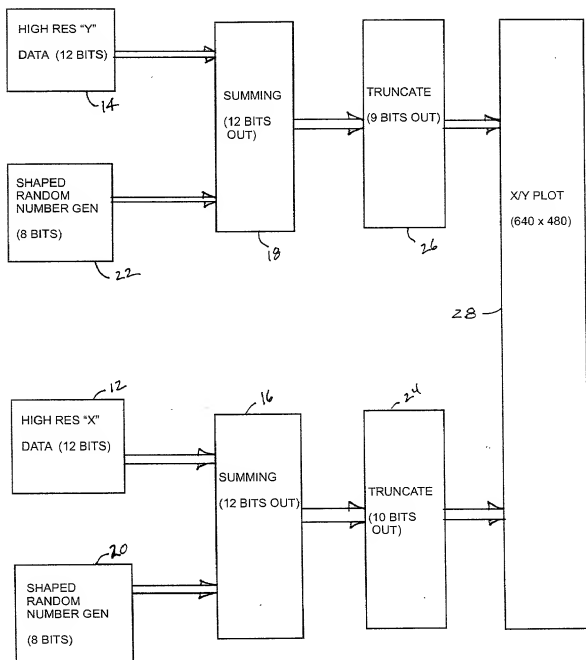 HIGH RES "Y"
DATA (12 BITS)
14
SHAPED
RANDOM
NUMBER GEN
(8 BITS)
22
SUMMING
(12 BITS
OUT)
18
TRUNCATE
(9 BITS OUT)
26
X/Y PLOT
(640 x 480)
28
12
HIGH RES "X"
DATA (12 BITS)
20
SHAPED
RANDOM
NUMBER GEN
(8 BITS)
16
SUMMING
(12 BITS OUT)
24
TRUNCATE
(10 BITS
OUT)